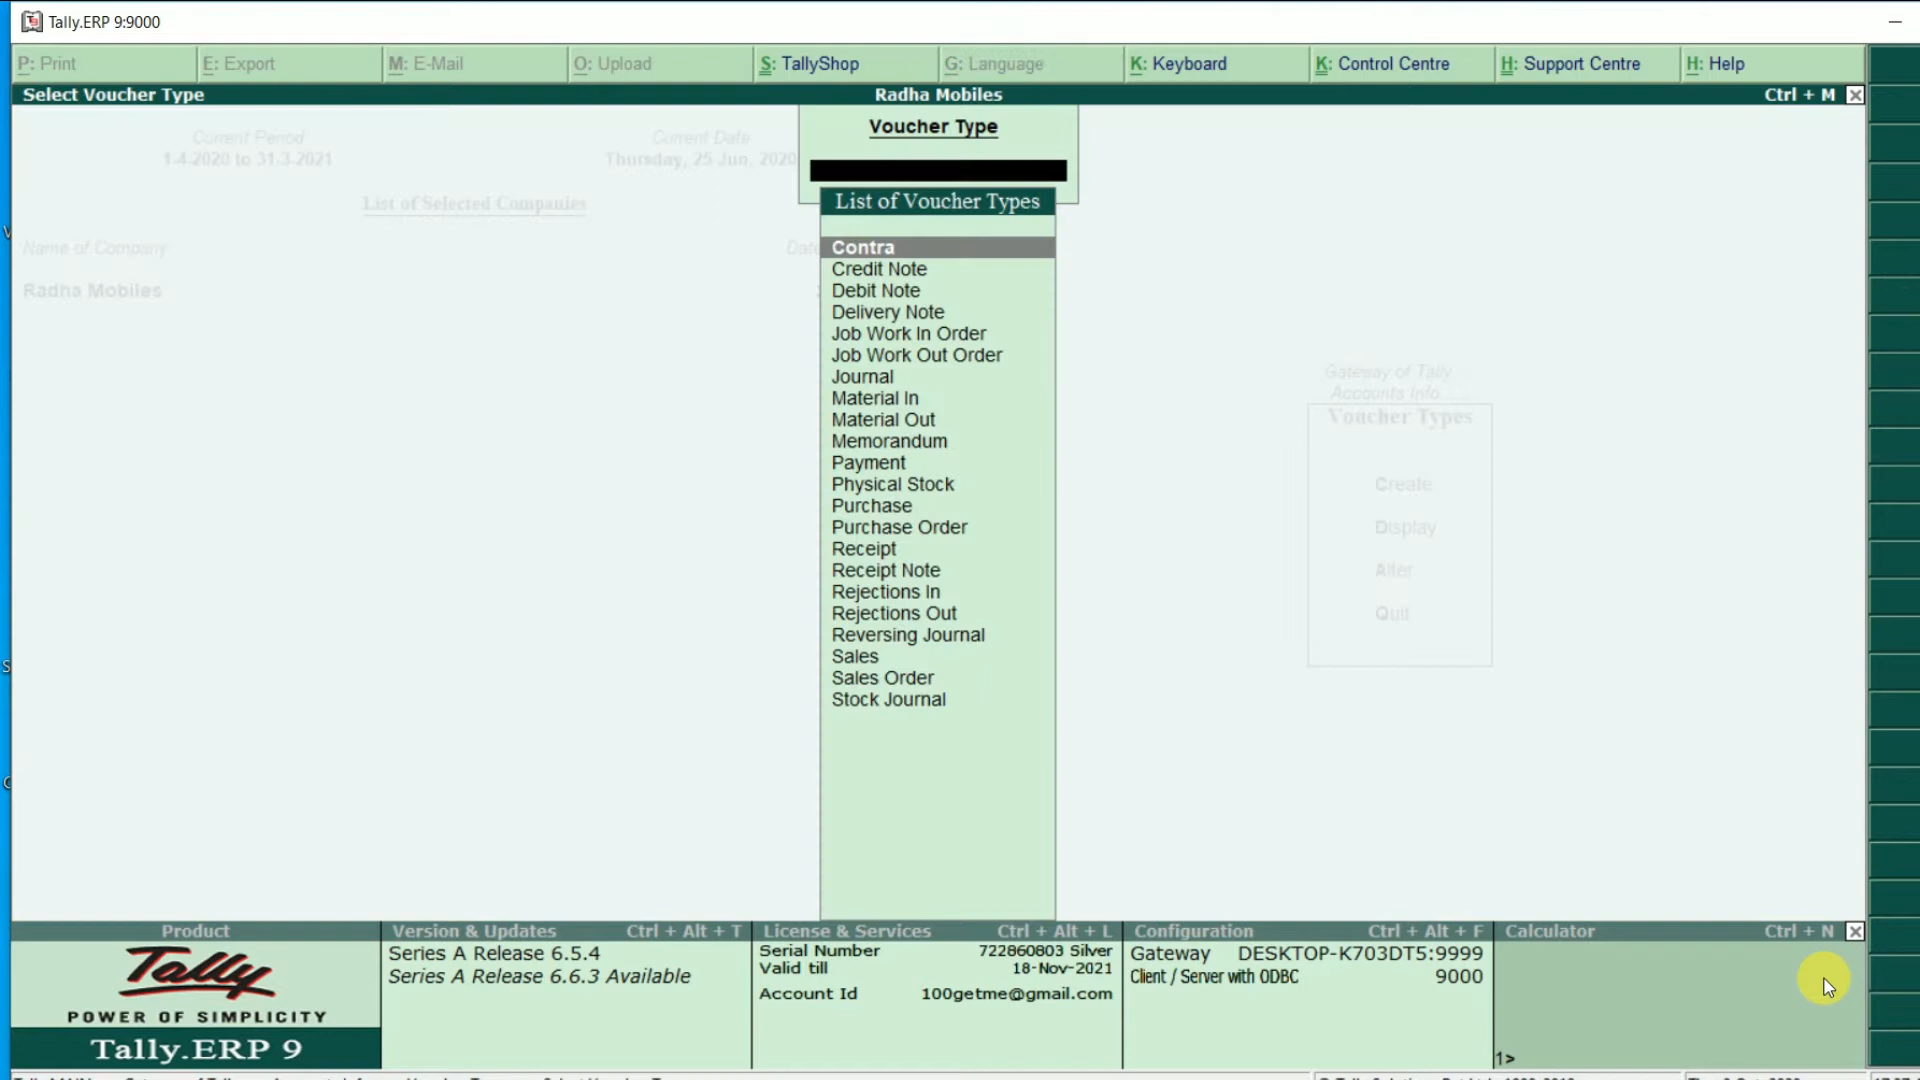 Tally.ERP 9:9000
P: Print E: Export M: E-Mail O: Upload S: TallyShop G: Language K: Keyboard K: Control Centre H: Support Centre H: Help
Select Voucher Type Radha Mobiles Ctrl + M
Current Period
1-4-2020 to 31-3-2021
Current Date
Thursday, 25 Jun, 2020
List of Selected Companies
Name of Company
Date
Radha Mobiles
Voucher Type
List of Voucher Types
Contra
Credit Note
Debit Note
Delivery Note
Job Work In Order
Job Work Out Order
Journal
Material In
Material Out
Memorandum
Payment
Physical Stock
Purchase
Purchase Order
Receipt
Receipt Note
Rejections In
Rejections Out
Reversing Journal
Sales
Sales Order
Stock Journal
Gateway of Tally
Accounts Info......
Voucher Types
Create
Display
Alter
Quit
Product
Tally
POWER OF SIMPLICITY
Tally.ERP 9
Version & Updates Ctrl + Alt + T
Series A Release 6.5.4
Series A Release 6.6.3 Available
License & Services Ctrl + Alt + L
Serial Number 722860803 Silver
Valid till 18-Nov-2021
Account Id 100getme@gmail.com
Configuration Ctrl + Alt + F
Gateway DESKTOP-K703DT5:9999
Client / Server with ODBC 9000
Calculator Ctrl + N
1>